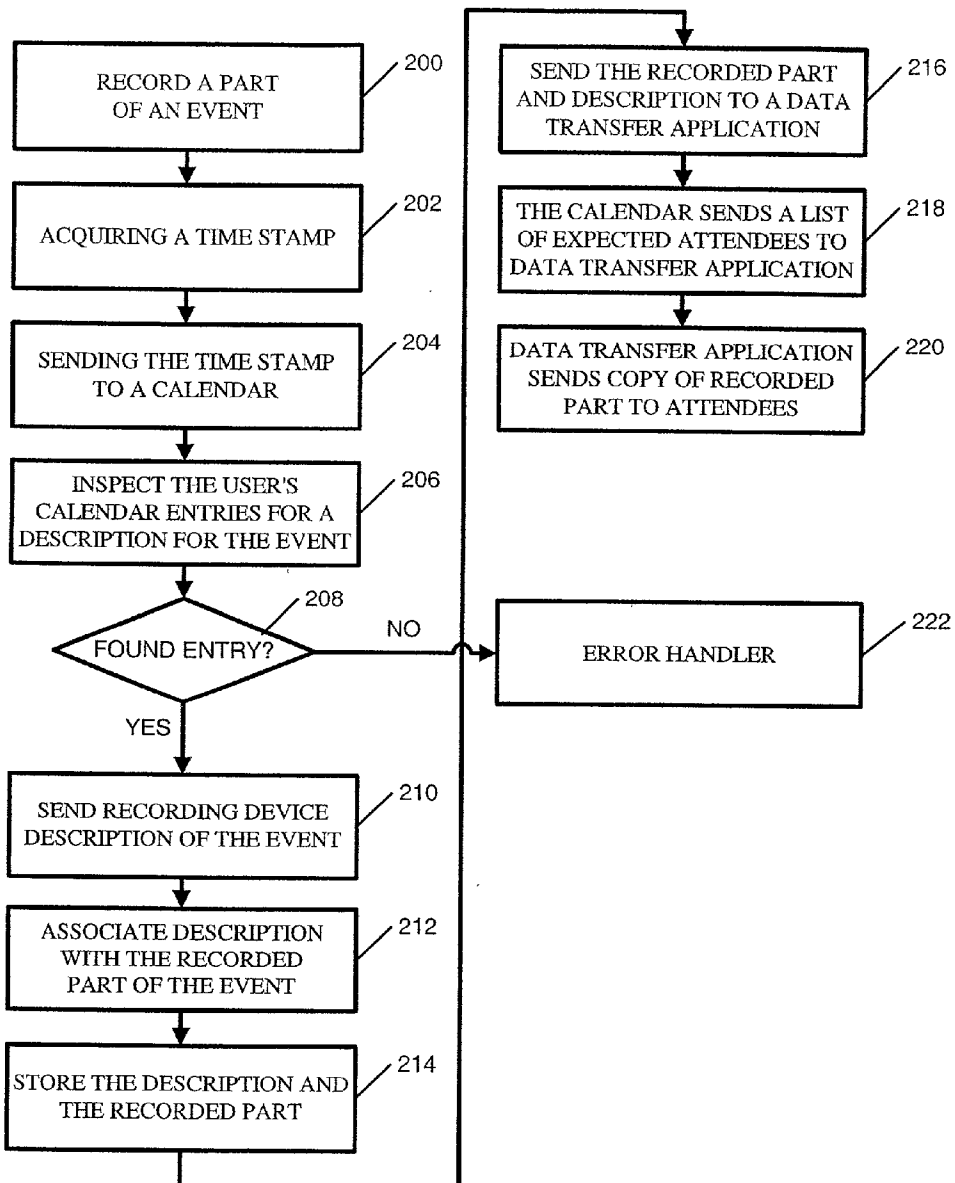 RECORD A PART
OF AN EVENT
200
ACQUIRING A TIME STAMP
202
SENDING THE TIME STAMP
TO A CALENDAR
204
INSPECT THE USER'S
CALENDAR ENTRIES FOR A
DESCRIPTION FOR THE EVENT
206
FOUND ENTRY?
208
NO
YES
SEND RECORDING DEVICE
DESCRIPTION OF THE EVENT
210
ASSOCIATE DESCRIPTION
WITH THE RECORDED
PART OF THE EVENT
212
STORE THE DESCRIPTION AND
THE RECORDED PART
214
SEND THE RECORDED PART
AND DESCRIPTION TO A DATA
TRANSFER APPLICATION
216
THE CALENDAR SENDS A LIST
OF EXPECTED ATTENDEES TO
DATA TRANSFER APPLICATION
218
DATA TRANSFER APPLICATION
SENDS COPY OF RECORDED
PART TO ATTENDEES
220
ERROR HANDLER
222